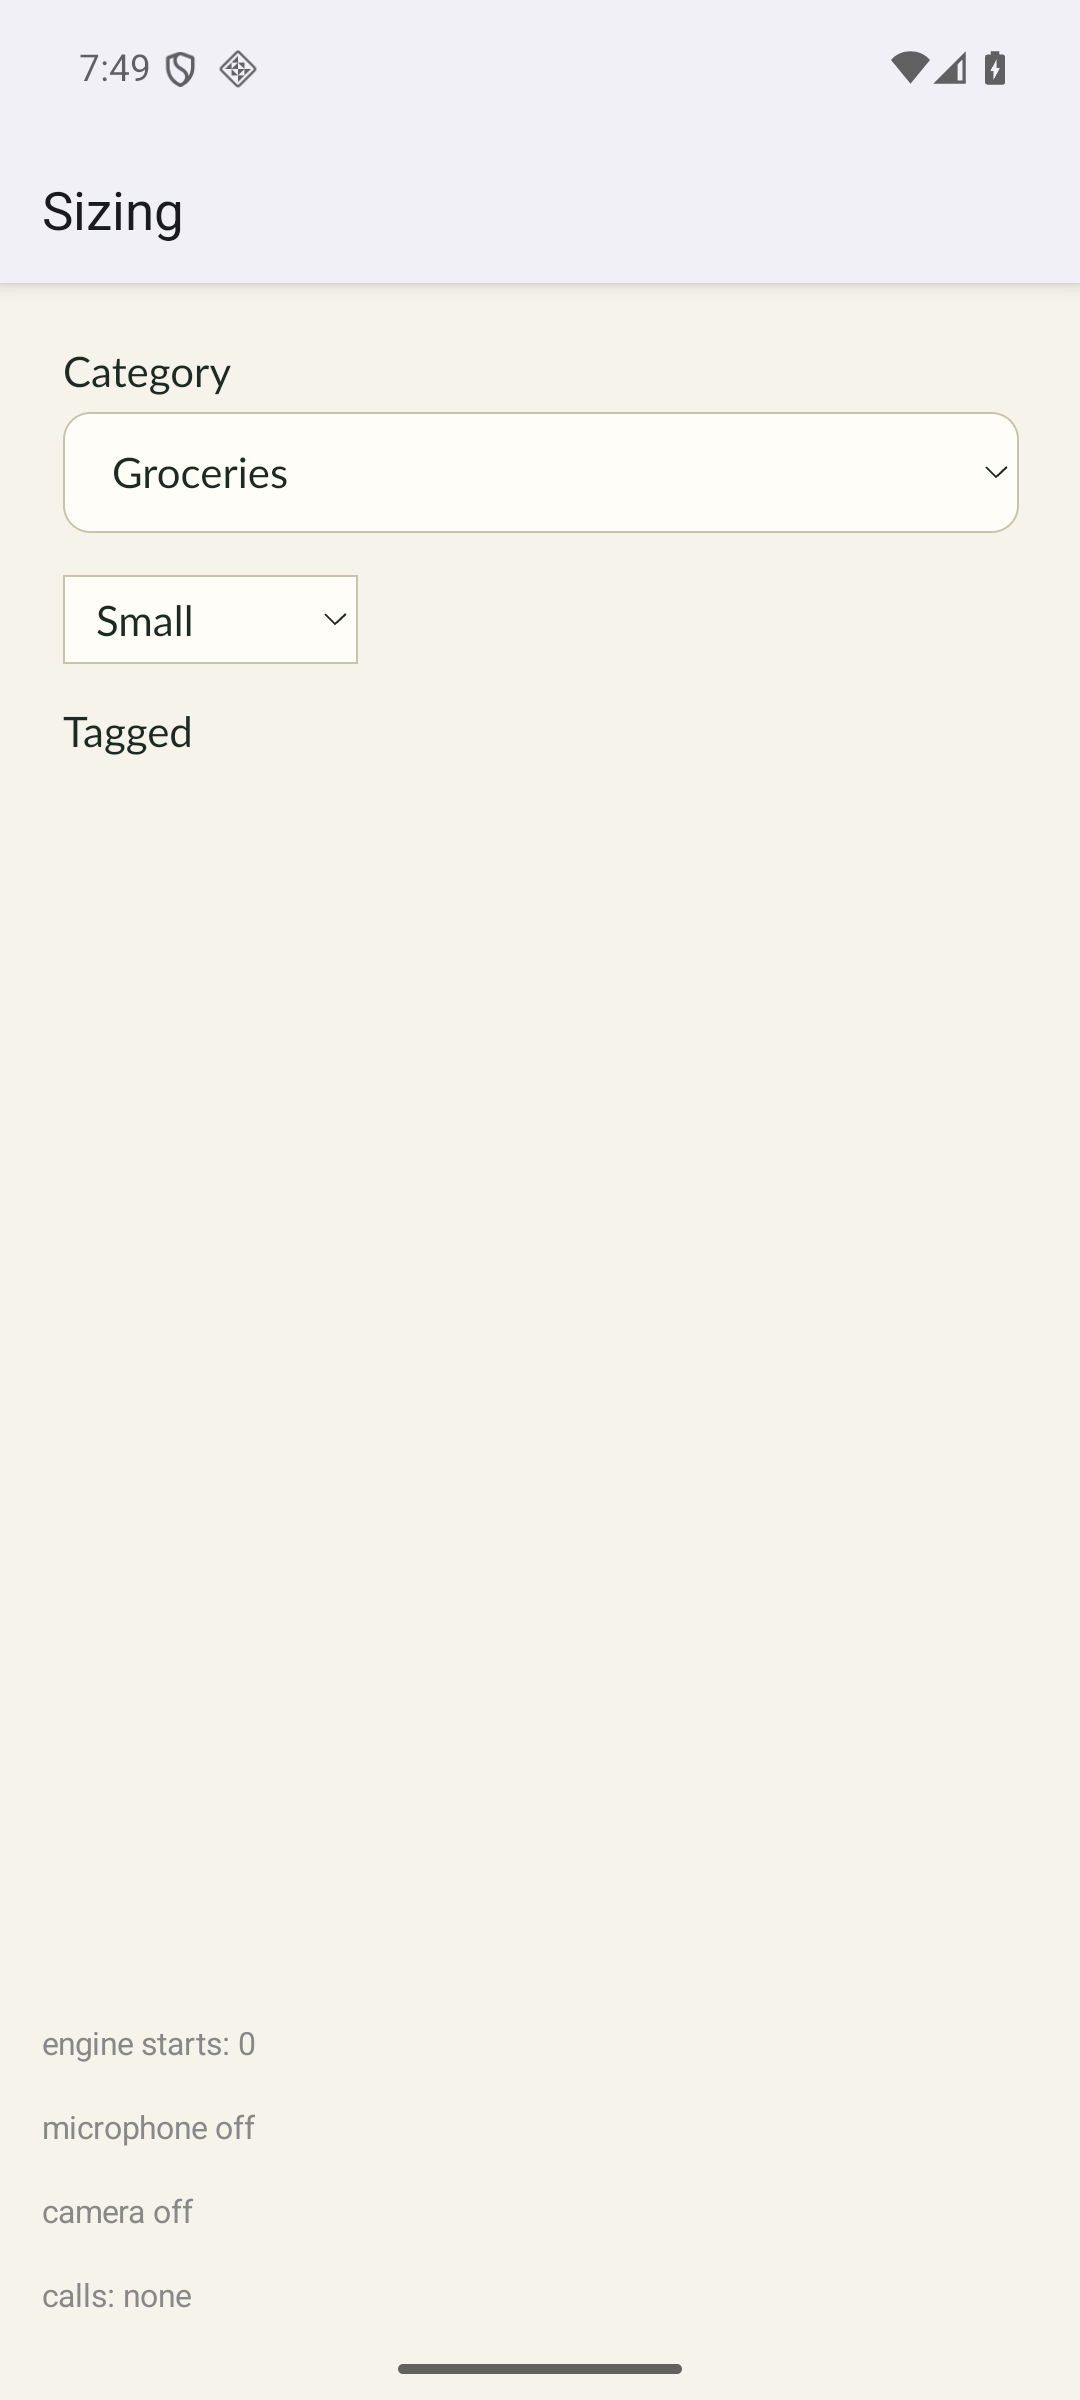 7:49
Sizing
Category
Groceries
Small
Tagged
engine starts: 0
microphone off
camera off
calls: none